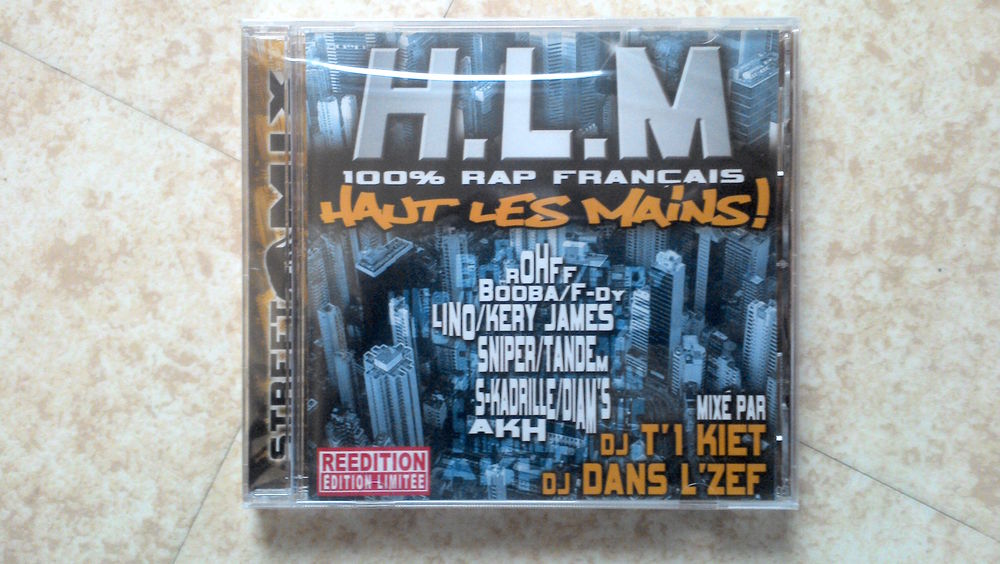 H.L.M
100% RAP FRANCAIS
HAUT LES MAINS!
ROHFF
BOOBA/F-DY
LINO/KERY JAMES
SNIPER/TANDEM
S-KADRILLE/DIAM'S
AKH
MIXÉ PAR
DJ T'I KIET
DJ DANS L'ZEF
REEDITION
EDITION LIMITEE
STREET MIX